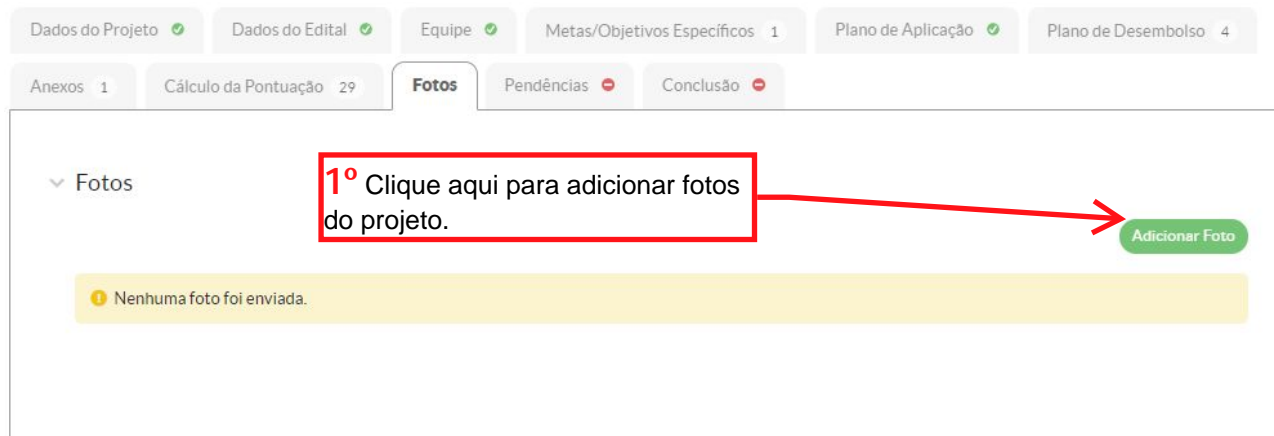 Dados do Projeto Dados do Edital Equipe Metas/Objetivos Específicos 1 Plano de Aplicação Plano de Desembolso 4
Anexos 1 Cálculo da Pontuação 29 Fotos Pendências Conclusão
Fotos
1º Clique aqui para adicionar fotos
do projeto.
Adicionar Foto
Nenhuma foto foi enviada.